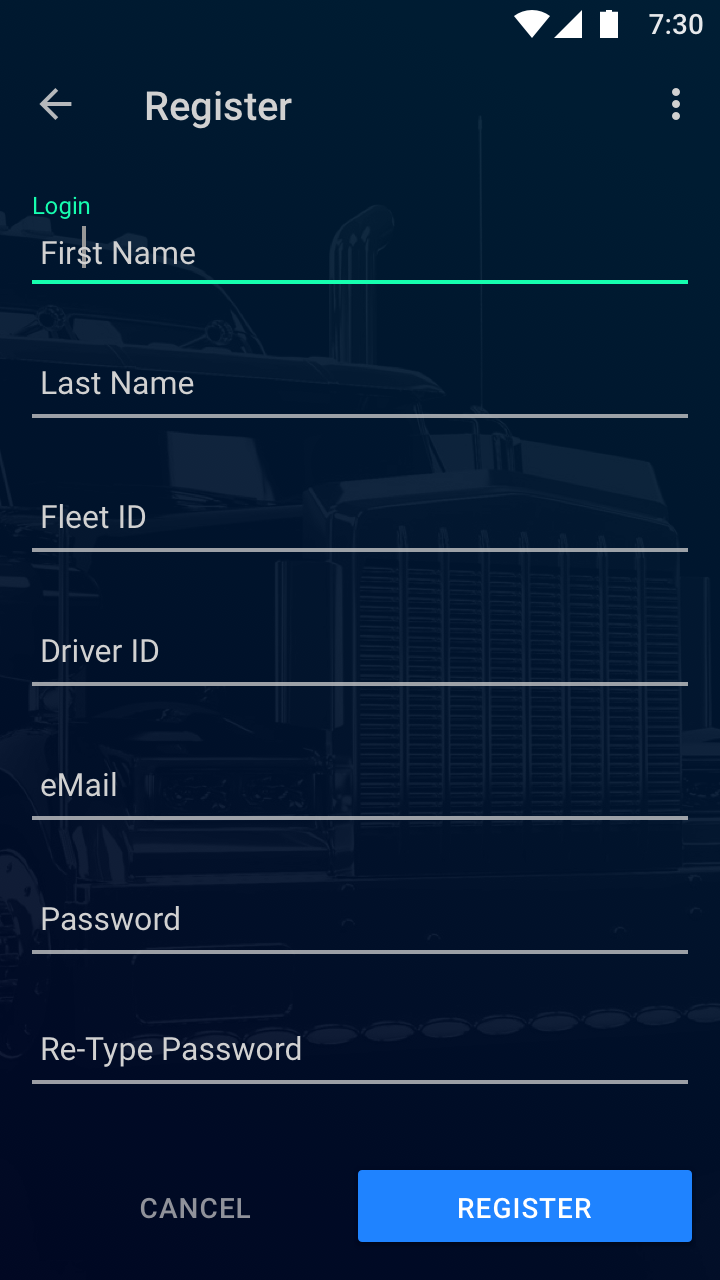 7:30
Register
Login
First Name
Last Name
Fleet ID
Driver ID
eMail
Password
Re-Type Password
CANCEL REGISTER